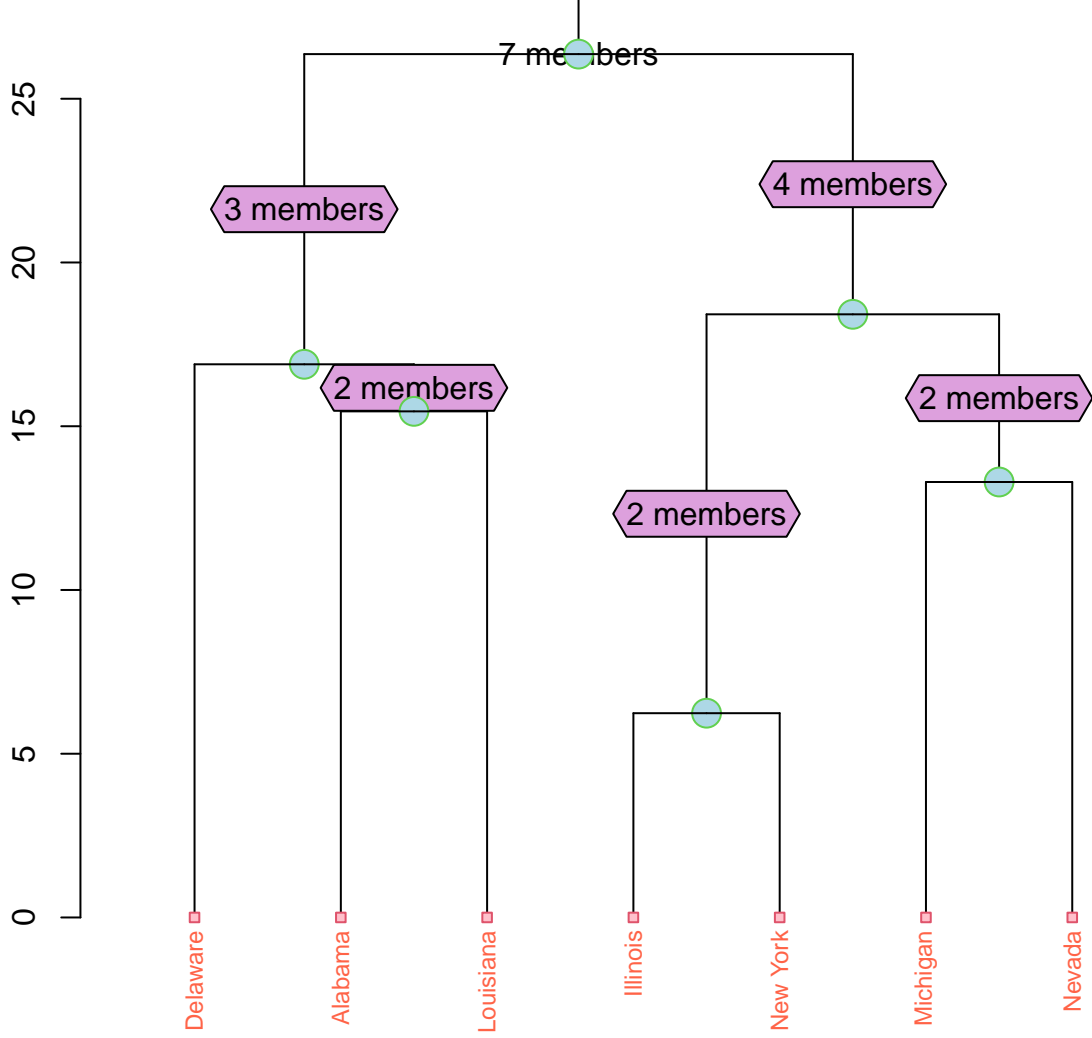 7 members
25
4 members
3 members
20
2 members
2 members
15
2 members
10
5
0
Delaware
Alabama
Louisiana
Illinois
New York
Michigan
Nevada